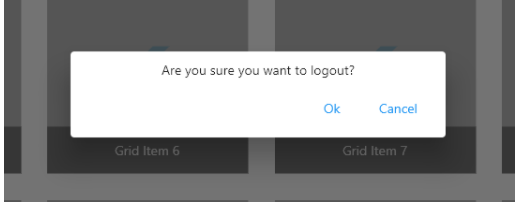 Are you sure you want to logout?
Ok Cancel
Grid Item 6 Grid Item 7